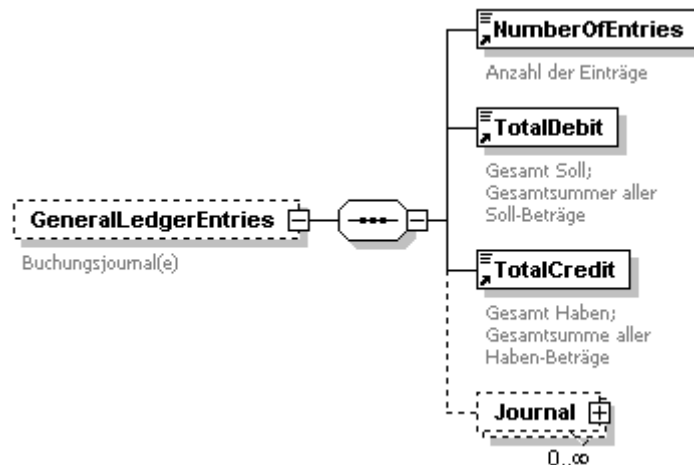 NumberOfEntries
Anzahl der Einträge
TotalDebit
Gesamt Soll;
Gesamtsummer aller
Soll-Beträge
GeneralLedgerEntries
Buchungsjournal(e)
TotalCredit
Gesamt Haben;
Gesamtsumme aller
Haben-Beträge
Journal
0..∞